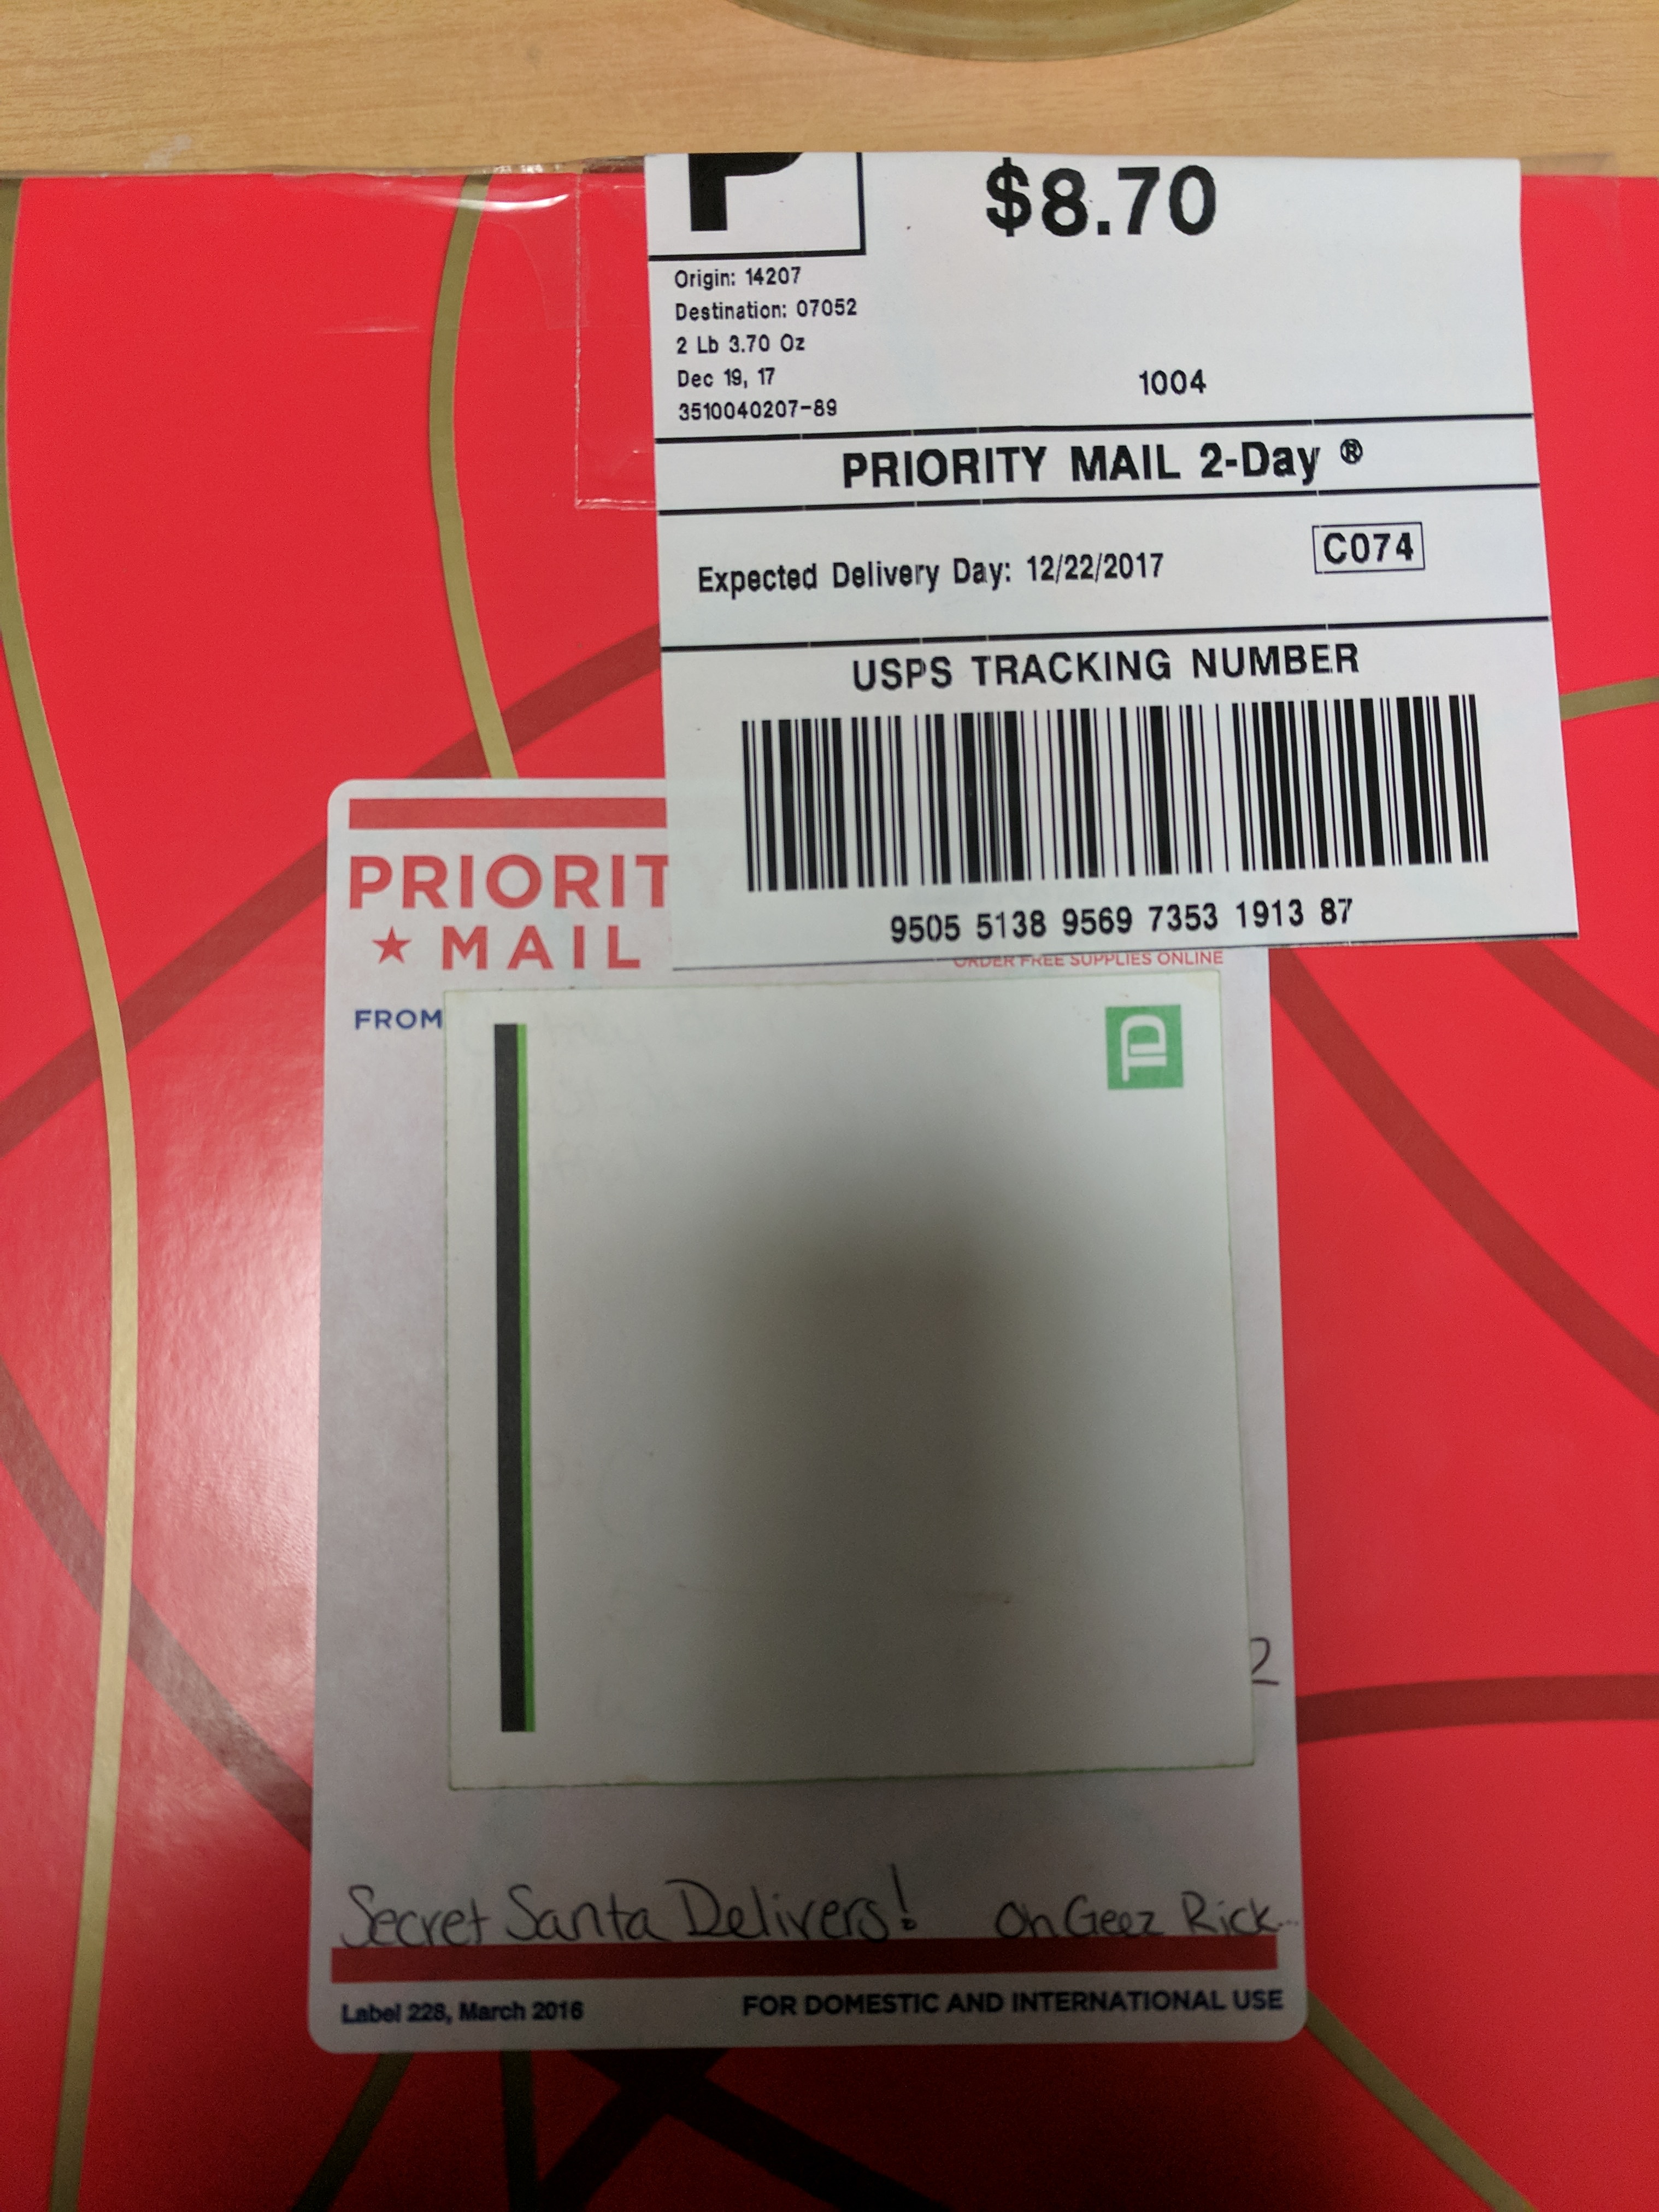 P
$8.70
Origin: 14207
Destination: 07052
2 Lb 3.70 Oz
Dec 19, 17
3510040207-89
1004
PRIORITY MAIL 2-Day ®
Expected Delivery Day: 12/22/2017
C074
USPS TRACKING NUMBER
9505 5138 9569 7353 1913 87
PRIORIT
★ MAIL
ORDER FREE SUPPLIES ONLINE
FROM
TD
2
Secret Santa Delivers! Oh Geez Rick...
Label 228, March 2016
FOR DOMESTIC AND INTERNATIONAL USE